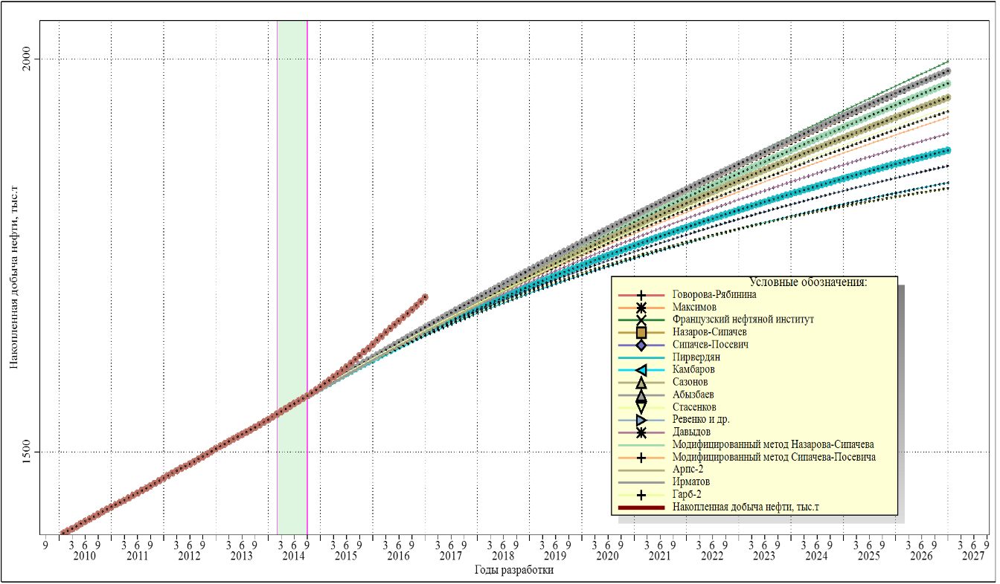 2000
1500
Накопленная добыча нефти, тыс.т
Условные обозначения:
Говорова-Рябинина
Максимов
Французский нефтяной институт
Назаров-Сипачев
Сипачев-Посевич
Пирвердян
Камбаров
Сазонов
Абызбаев
Стасенков
Ревенко и др.
Давыдов
Модифицированный метод Назарова-Сипачева
Модифицированный метод Сипачева-Посевича
Арпс-2
Ирматов
Гарб-2
Накопленная добыча нефти, тыс.т
9 3 6 9 3 6 9 3 6 9 3 6 9 3 6 9 3 6 9 3 6 9 3 6 9 3 6 9 3 6 9 3 6 9 3 6 9 3 6 9 3 6 9 3 6 9 3 6 9 3 6 9 3 6 9
2010 2011 2012 2013 2014 2015 2016 2017 2018 2019 2020 2021 2022 2023 2024 2025 2026 2027
Годы разработки